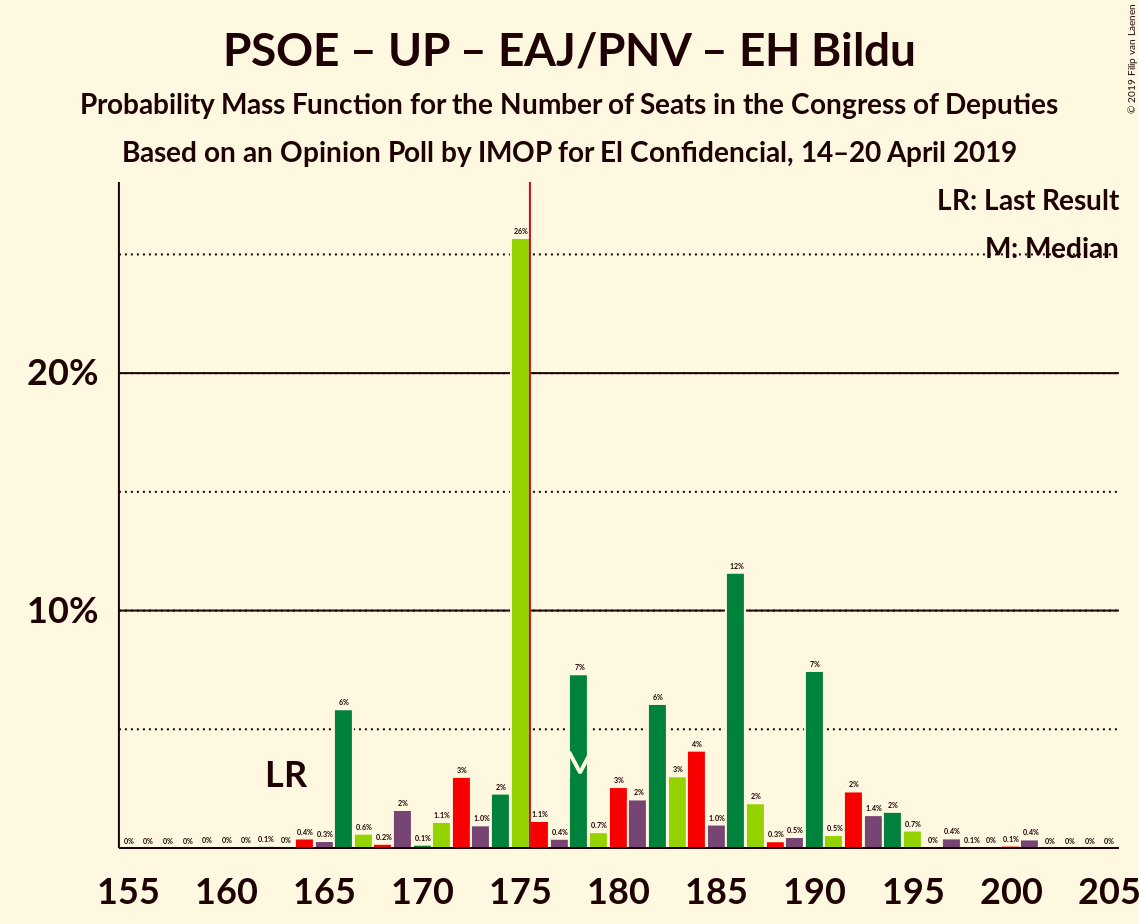 PSOE – UP – EAJ/PNV – EH Bildu
Probability Mass Function for the Number of Seats in the Congress of Deputies
Based on an Opinion Poll by IMOP for El Confidencial, 14–20 April 2019
© 2019 Filip van Laenen
LR: Last Result
M: Median
20%
10%
LR
M
0% 0% 0% 0% 0% 0% 0% 0.1% 0% 0.4% 0.3% 6% 0.6% 0.2% 2% 0.1% 1.1% 3% 1.0% 2% 26% 1.1% 0.4% 7% 0.7% 3% 2% 6% 3% 4% 1.0% 12% 2% 0.3% 0.5% 7% 0.5% 2% 1.4% 2% 0.7% 0% 0.4% 0.1% 0% 0.1% 0.4% 0% 0% 0% 0%
155 160 165 170 175 180 185 190 195 200 205